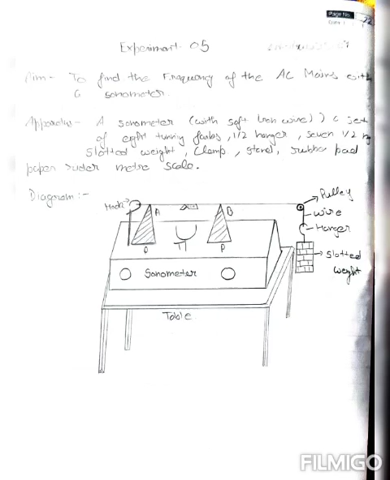 Page No.
Experiment 05
Aim - To find the Frequency of the AC Mains with
a sonometer.
Apparatus - A sonometer (with soft Iron wire)) a set
of eight tunning , 1/2 hanger , seven 1/2 kg
slotted weight , Clamp , stand , rubber pad
paper rider metre scale.
Diagram :-
Hook
A
B
Pulley
wire
Hanger
slotted
weight
P
Sonometer
Table
FILMIGO